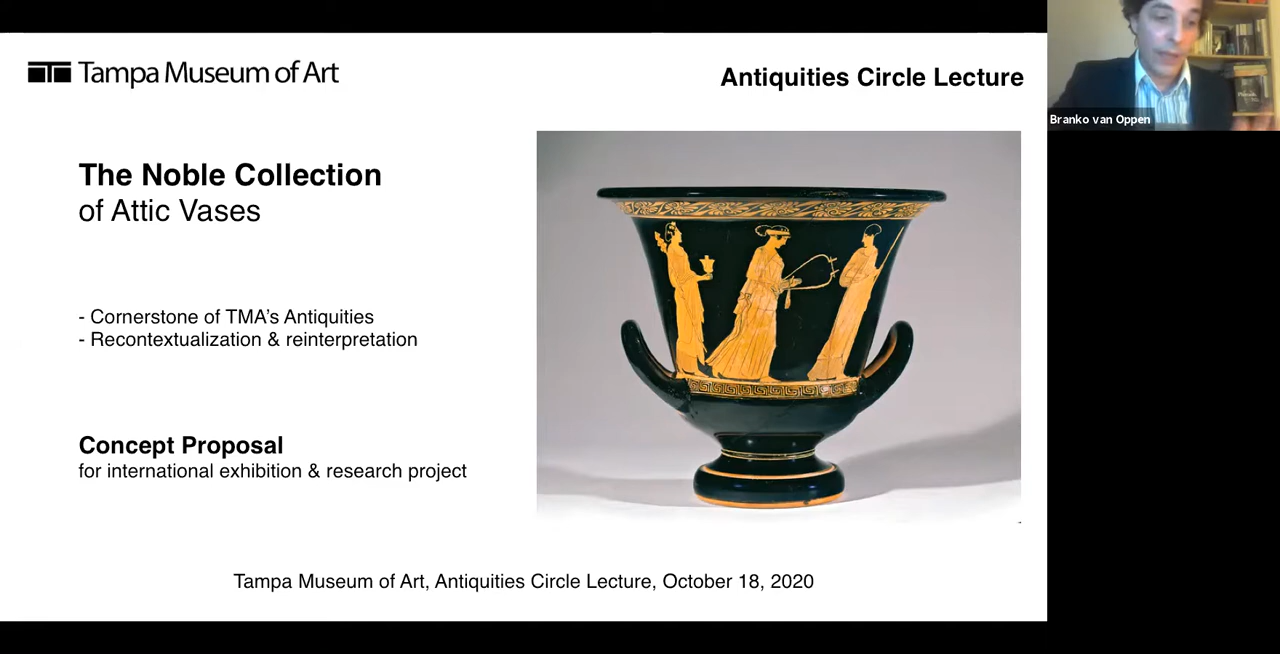 Tampa Museum of Art
Antiquities Circle Lecture
The Noble Collection
of Attic Vases
- Cornerstone of TMA’s Antiquities
- Recontextualization & reinterpretation
Concept Proposal
for international exhibition & research project
Tampa Museum of Art, Antiquities Circle Lecture, October 18, 2020
Branko van Oppen